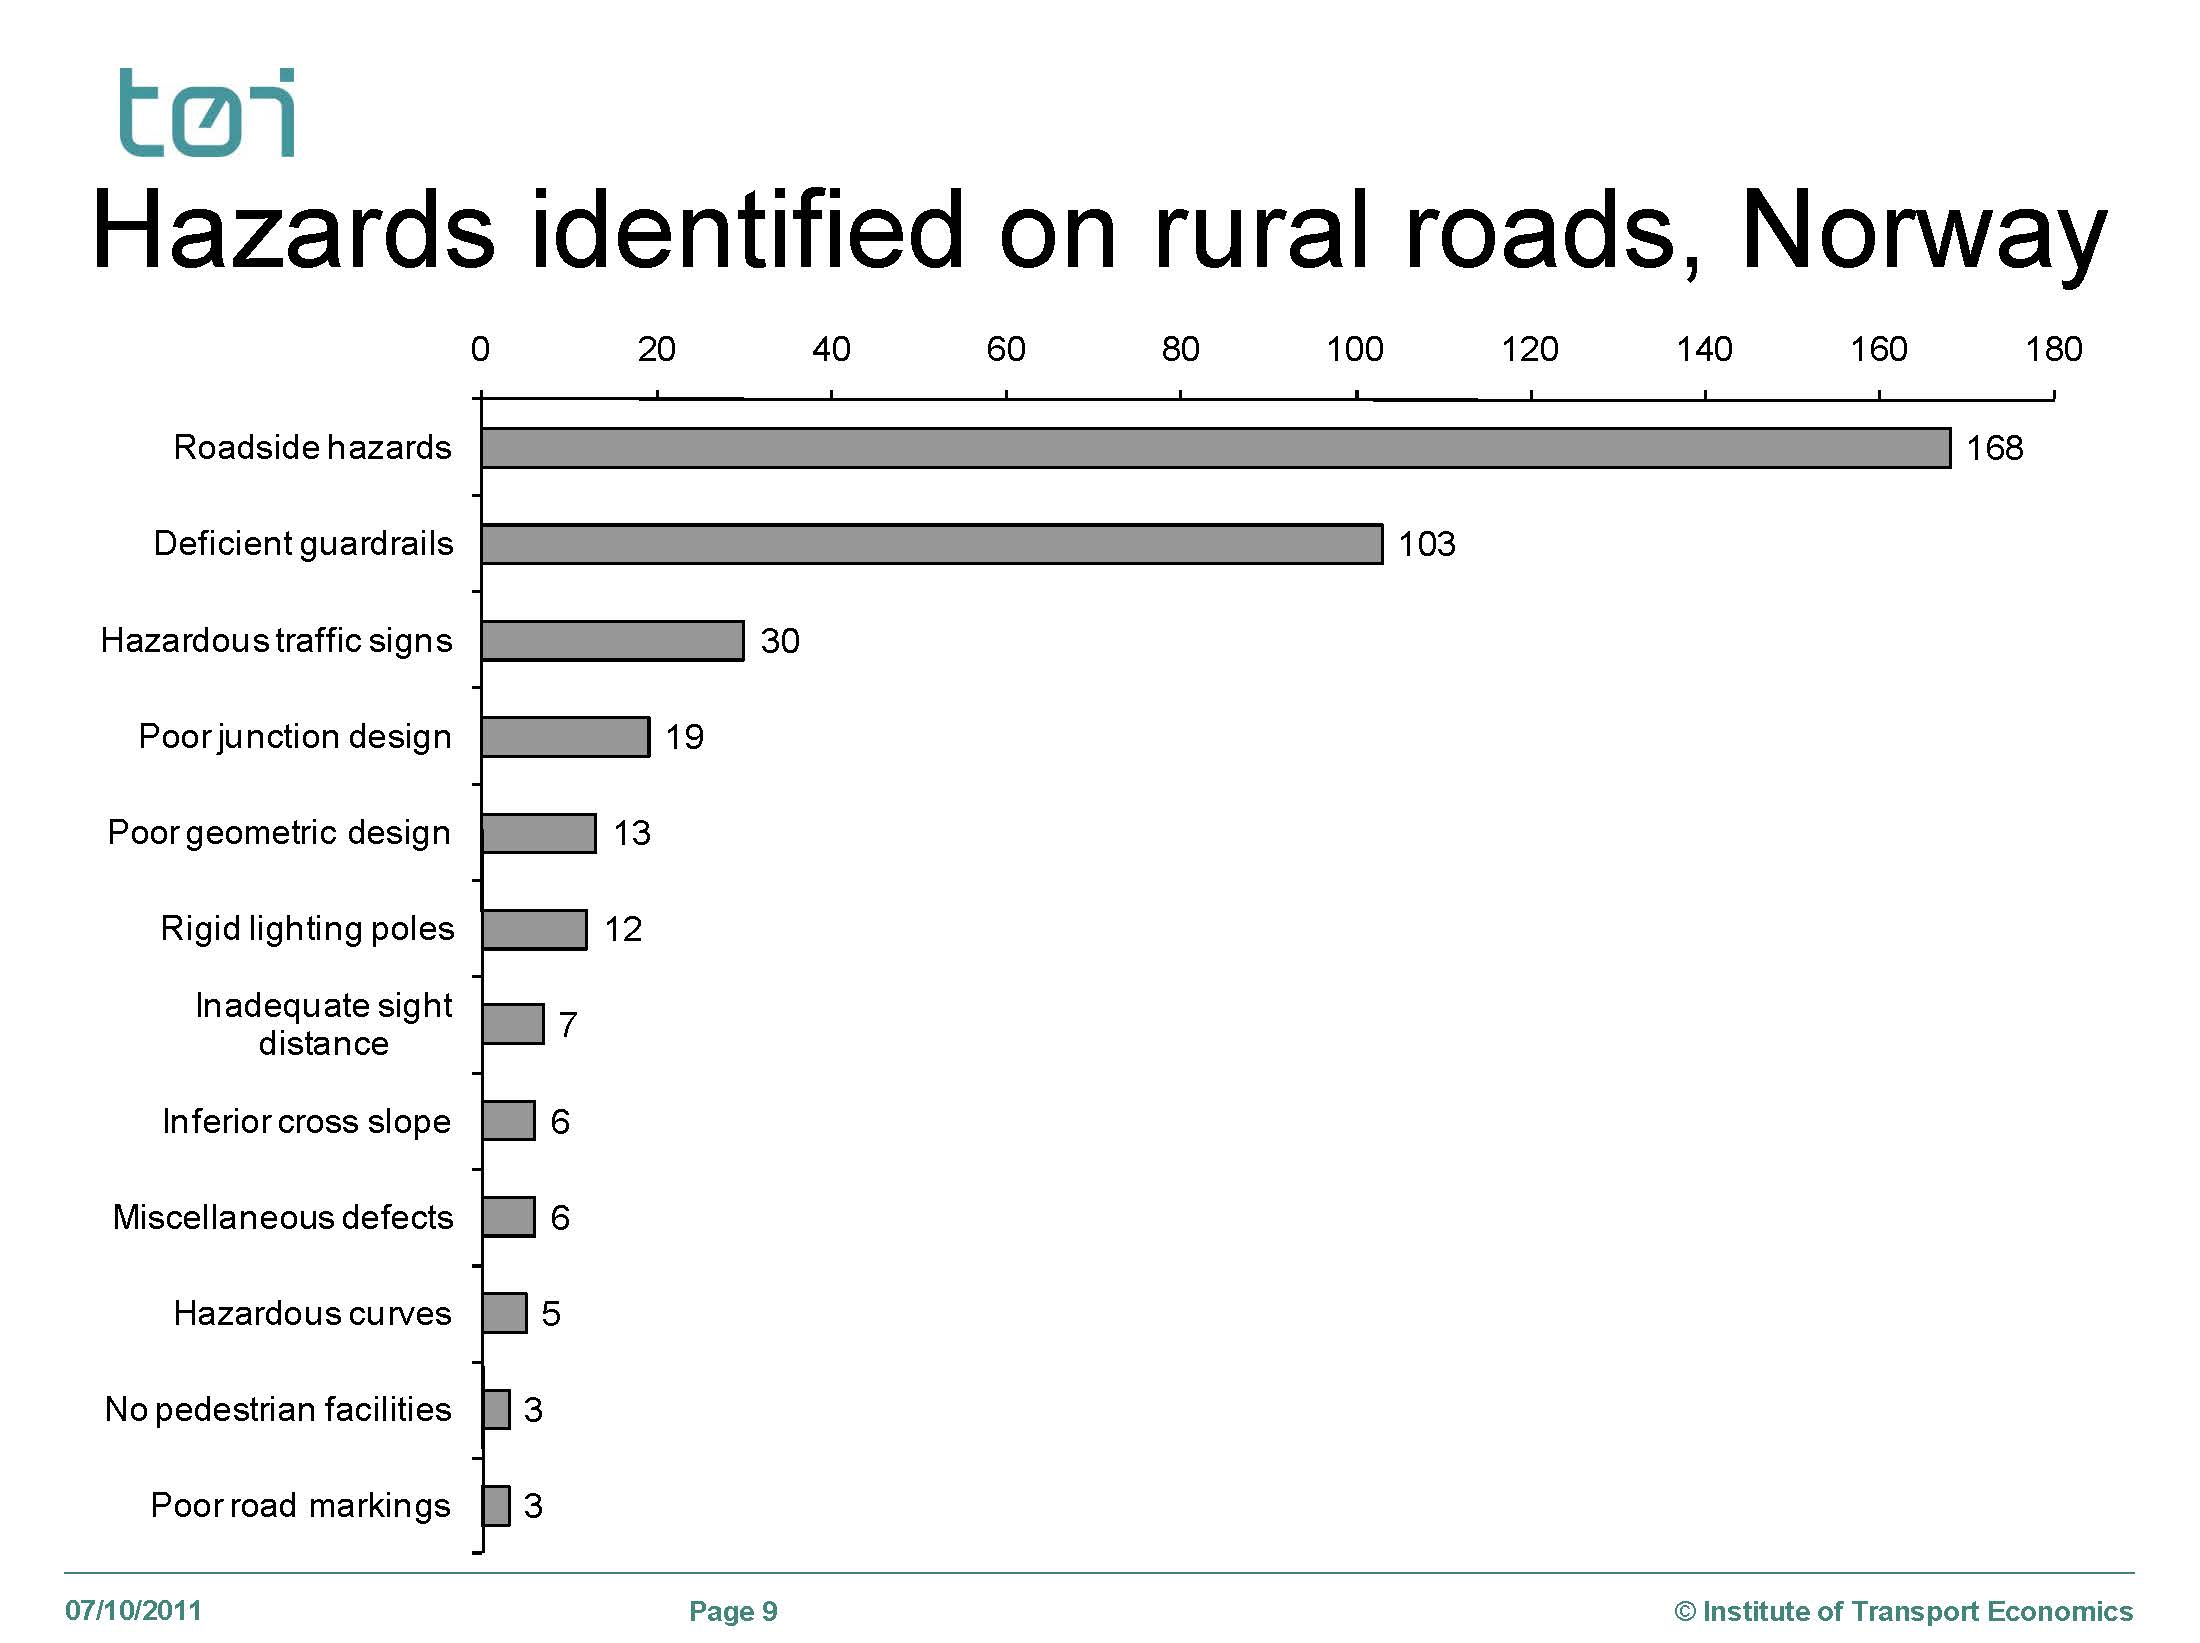 tøi
Hazards identified on rural roads, Norway
0 20 40 60 80 100 120 140 160 180
Roadside hazards 168
Deficient guardrails 103
Hazardous traffic signs 30
Poor junction design 19
Poor geometric design 13
Rigid lighting poles 12
Inadequate sight
distance 7
Inferior cross slope 6
Miscellaneous defects 6
Hazardous curves 5
No pedestrian facilities 3
Poor road markings 3
07/10/2011 Page 9 © Institute of Transport Economics